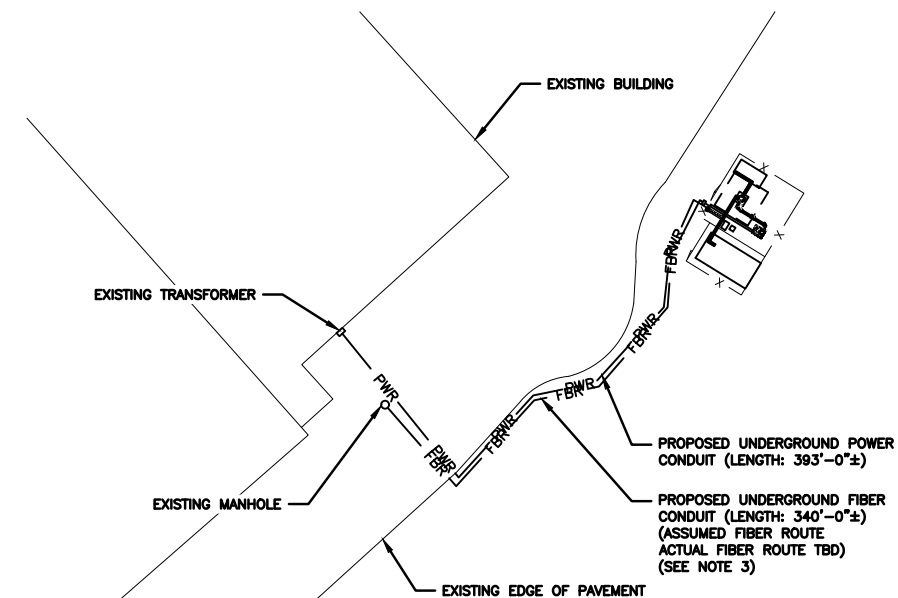 EXISTING BUILDING
X
X
X
X
PWR
FBR
EXISTING TRANSFORMER
PWR
FBR
PWR
PWR
FBR
PWR
FBR
PWR
FBR
PROPOSED UNDERGROUND POWER
CONDUIT (LENGTH: 393'-0"±)
EXISTING MANHOLE
PROPOSED UNDERGROUND FIBER
CONDUIT (LENGTH: 340'-0"±)
(ASSUMED FIBER ROUTE
ACTUAL FIBER ROUTE TBD)
(SEE NOTE 3)
EXISTING EDGE OF PAVEMENT